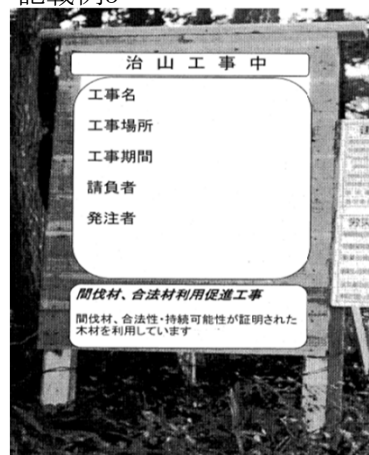 治山工事中
工事名
工事場所
工事期間
請負者
発注者
間伐材、合法材利用促進工事
間伐材、合法性・持続可能性が証明された
木材を利用しています